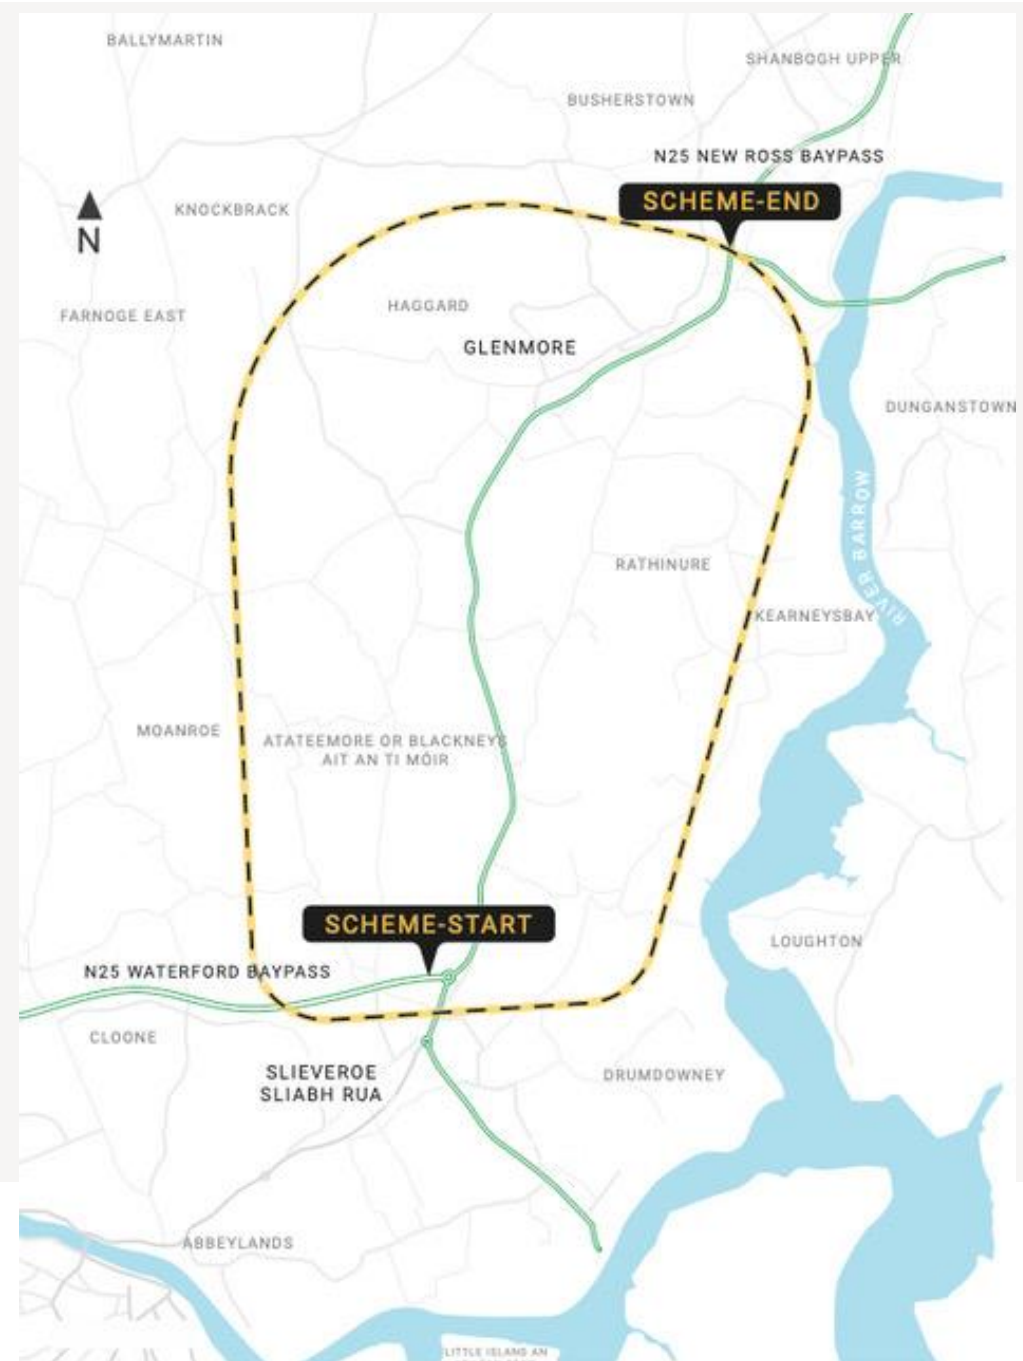 BALLYMARTIN
SHANBOGH UPPER
BUSHERSTOWN
N25 NEW ROSS BAYPASS
SCHEME-END
KNOCKBRACK
N
HAGGARD
FARNOGE EAST
GLENMORE
DUNGANSTOWN
RIVER BARROW
RATHINURE
KEARNEYSBAY
MOANROE
ATATEEMORE OR BLACKNEYS
AIT AN TI MÓIR
SCHEME-START
LOUGHTON
N25 WATERFORD BAYPASS
CLOONE
SLIEVEROE
SLIABH RUA
DRUMDOWNEY
ABBEYLANDS
LITTLE ISLAND AN